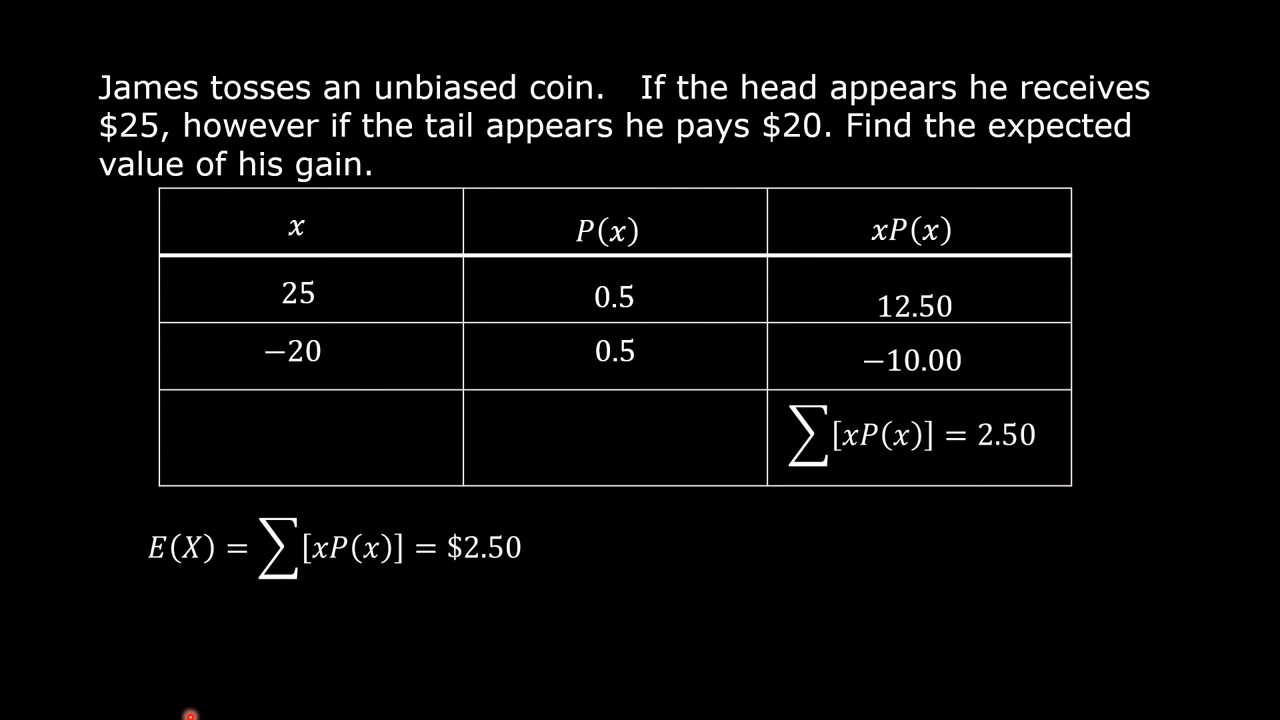 James tosses an unbiased coin.   If the head appears he receives
$25, however if the tail appears he pays $20. Find the expected
value of his gain.
x P(x) xP(x)
25 0.5 12.50
−20 0.5 −10.00
∑[xP(x)] = 2.50
E(X) = ∑[xP(x)] = $2.50